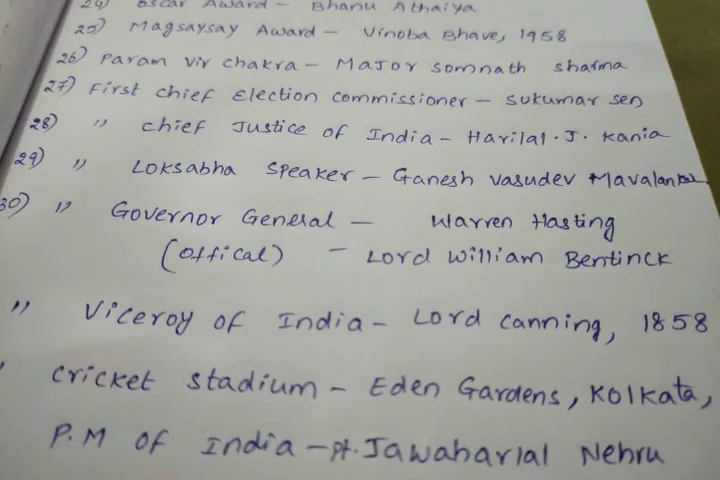 24) Oscar Award - Bhanu Athaiya
25) Magsaysay Award - Vinoba Bhave, 1958
26) Param Vir Chakra - Major Somnath Sharma
27) First Chief Election Commissioner - Sukumar Sen
28) " Chief Justice of India - Harilal.J. Kania
29) " Loksabha Speaker - Ganesh Vasudev Mavalankar
30) " Governor General - Warren Hasting
(Offical) - Lord William Bentinck
" Viceroy of India - Lord Canning, 1858
Cricket Stadium - Eden Gardens, Kolkata,
P.M of India - Pt. Jawaharlal Nehru